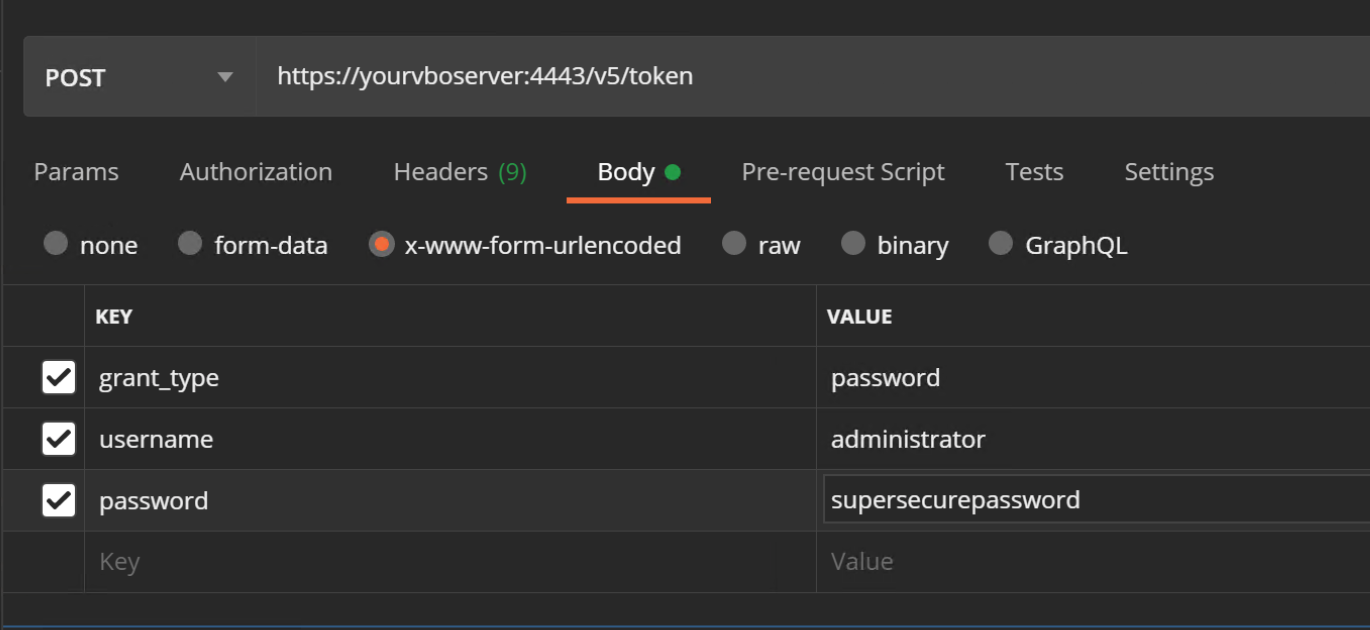 POST https://yourvboserver:4443/v5/token
Params Authorization Headers (9) Body Pre-request Script Tests Settings
none form-data x-www-form-urlencoded raw binary GraphQL
KEY VALUE
grant_type password
username administrator
password supersecurepassword
Key Value